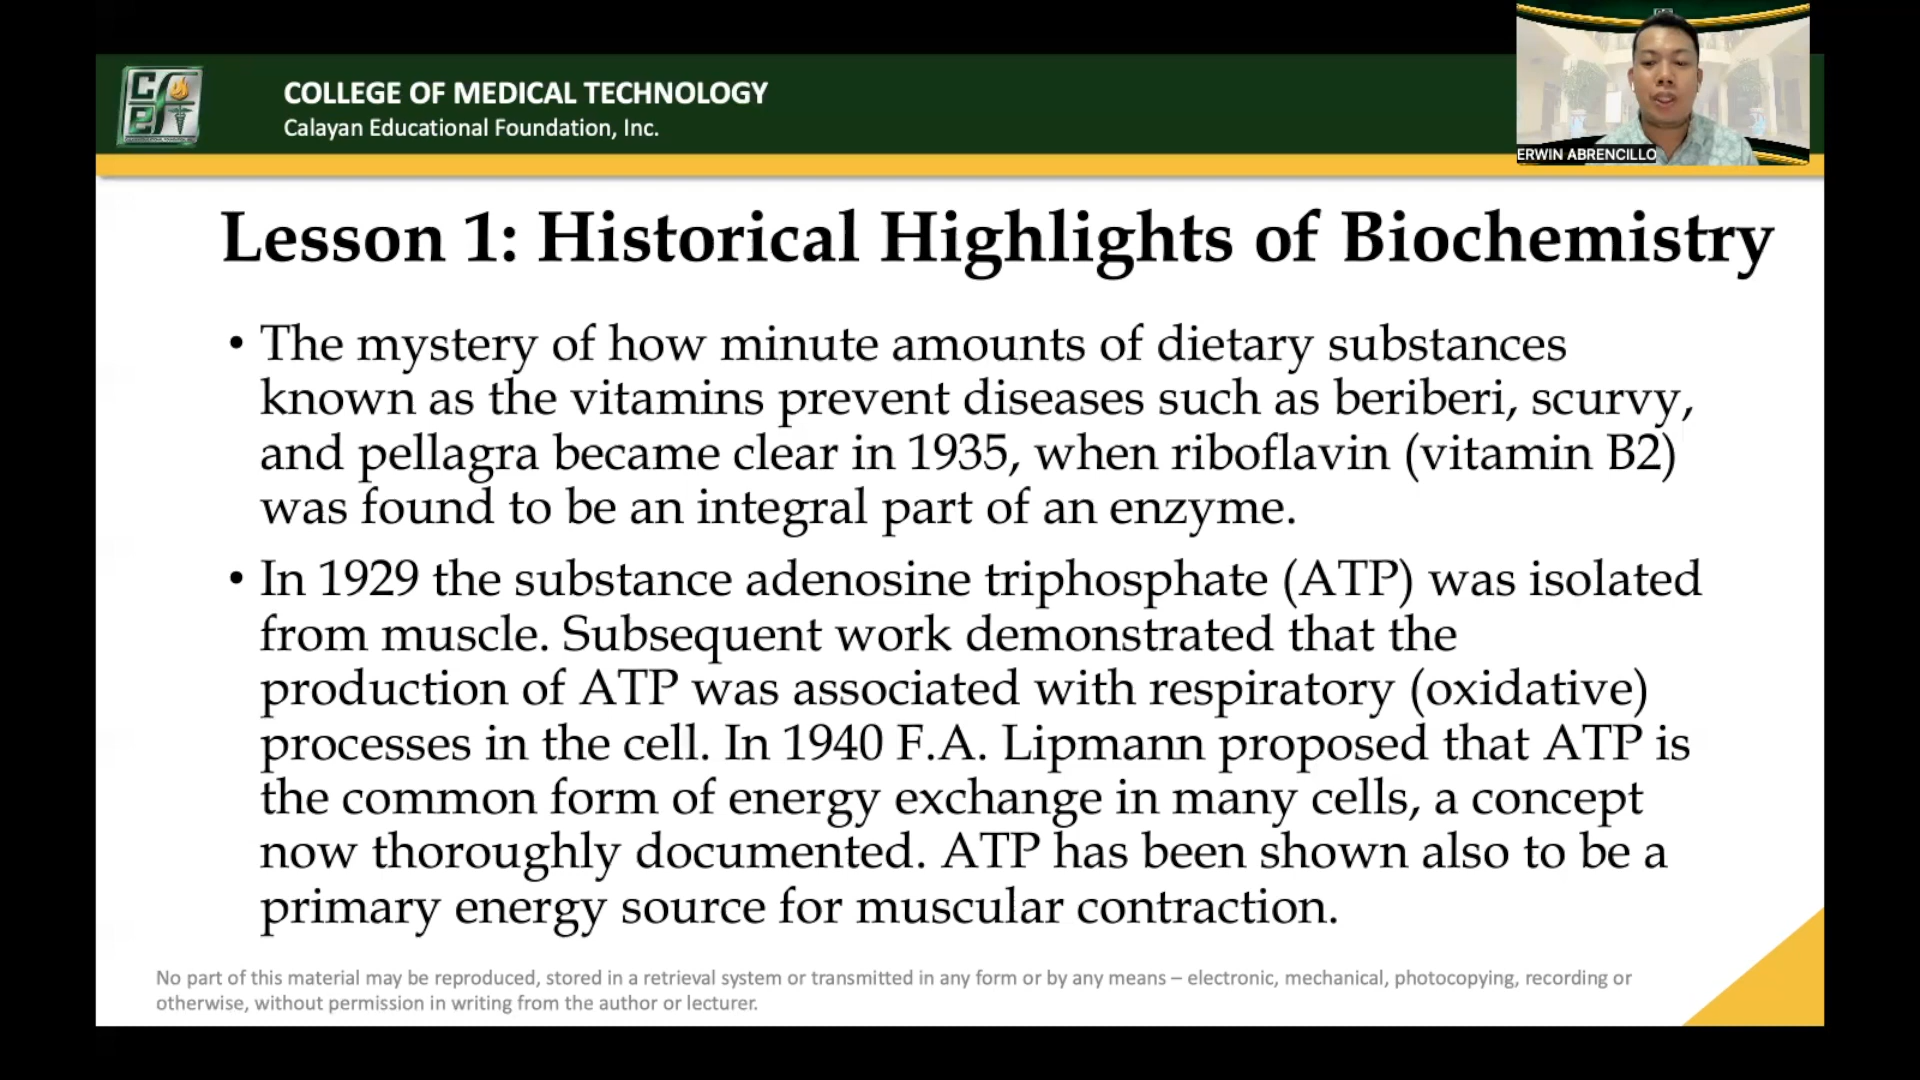 COLLEGE OF MEDICAL TECHNOLOGY
Calayan Educational Foundation, Inc.
ERWIN ABRENCILLO
Lesson 1: Historical Highlights of Biochemistry
• The mystery of how minute amounts of dietary substances
known as the vitamins prevent diseases such as beriberi, scurvy,
and pellagra became clear in 1935, when riboflavin (vitamin B2)
was found to be an integral part of an enzyme.
• In 1929 the substance adenosine triphosphate (ATP) was isolated
from muscle. Subsequent work demonstrated that the
production of ATP was associated with respiratory (oxidative)
processes in the cell. In 1940 F.A. Lipmann proposed that ATP is
the common form of energy exchange in many cells, a concept
now thoroughly documented. ATP has been shown also to be a
primary energy source for muscular contraction.
No part of this material may be reproduced, stored in a retrieval system or transmitted in any form or by any means – electronic, mechanical, photocopying, recording or
otherwise, without permission in writing from the author or lecturer.